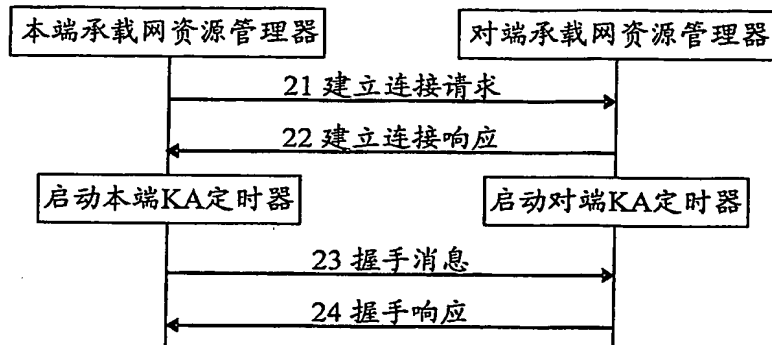 本端承载网资源管理器
对端承载网资源管理器
21 建立连接请求
22 建立连接响应
启动本端KA定时器
启动对端KA定时器
23 握手消息
24 握手响应